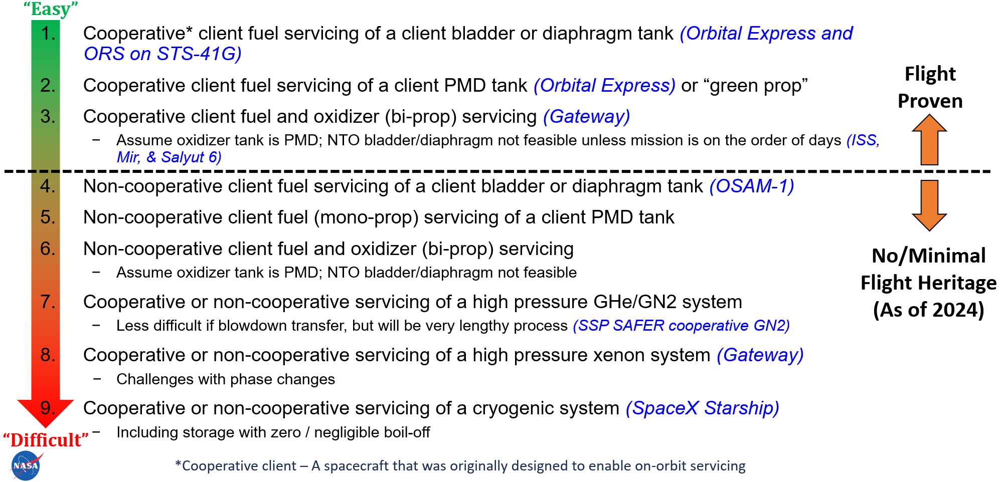 “Easy”
1. Cooperative* client fuel servicing of a client bladder or diaphragm tank (Orbital Express and
ORS on STS-41G)
2. Cooperative client fuel servicing of a client PMD tank (Orbital Express) or “green prop”
3. Cooperative client fuel and oxidizer (bi-prop) servicing (Gateway)
− Assume oxidizer tank is PMD; NTO bladder/diaphragm not feasible unless mission is on the order of days (ISS,
Mir, & Salyut 6)
Flight
Proven
4. Non-cooperative client fuel servicing of a client bladder or diaphragm tank (OSAM-1)
5. Non-cooperative client fuel (mono-prop) servicing of a client PMD tank
6. Non-cooperative client fuel and oxidizer (bi-prop) servicing
− Assume oxidizer tank is PMD; NTO bladder/diaphragm not feasible
7. Cooperative or non-cooperative servicing of a high pressure GHe/GN2 system
− Less difficult if blowdown transfer, but will be very lengthy process (SSP SAFER cooperative GN2)
8. Cooperative or non-cooperative servicing of a high pressure xenon system (Gateway)
− Challenges with phase changes
9. Cooperative or non-cooperative servicing of a cryogenic system (SpaceX Starship)
− Including storage with zero / negligible boil-off
No/Minimal
Flight Heritage
(As of 2024)
“Difficult”
NASA
*Cooperative client – A spacecraft that was originally designed to enable on-orbit servicing